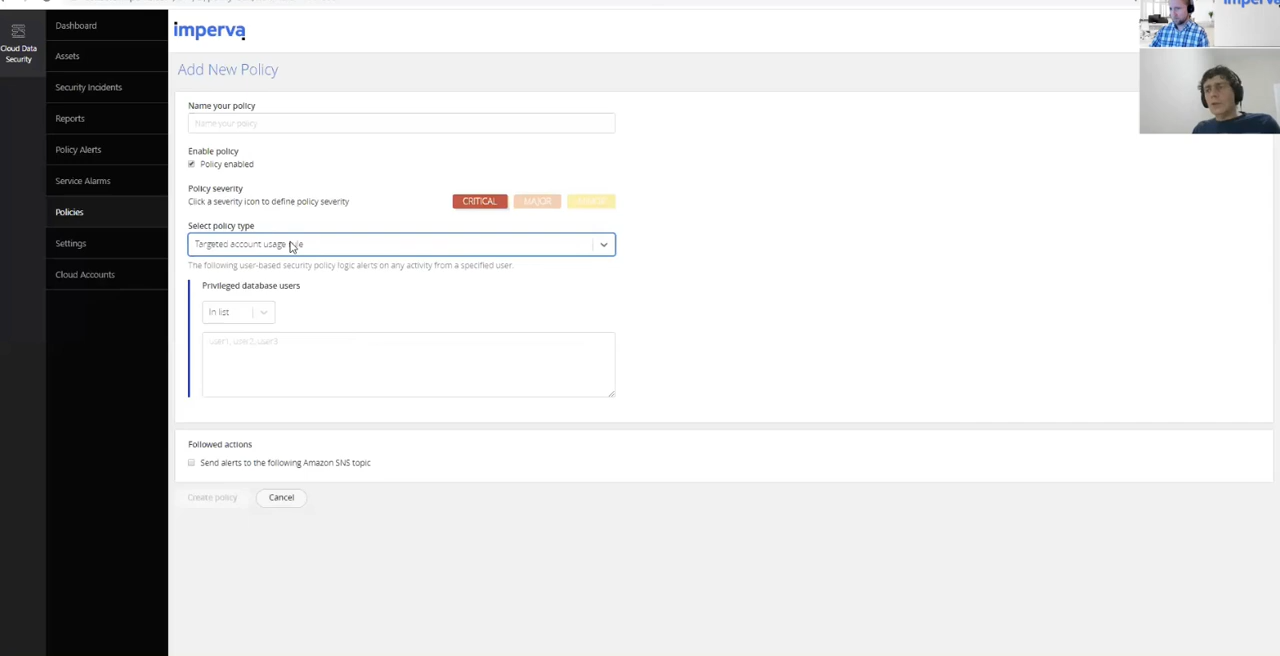 Cloud Data
Security
Dashboard
Assets
Security Incidents
Reports
Policy Alerts
Service Alarms
Policies
Settings
Cloud Accounts
imperva
imperva
Add New Policy
Name your policy
Name your policy
Enable policy
Policy enabled
Policy severity
Click a severity icon to define policy severity
CRITICAL
MAJOR
MINOR
Select policy type
Targeted account usage rule
The following user-based security policy logic alerts on any activity from a specified user.
Privileged database users
In list
user1, user2, user3
Followed actions
Send alerts to the following Amazon SNS topic
Create policy
Cancel